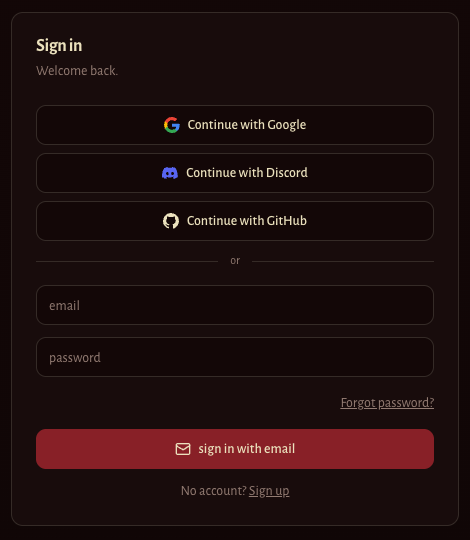 Sign in
Welcome back.
Continue with Google
Continue with Discord
Continue with GitHub
or
email
password
Forgot password?
sign in with email
No account? Sign up